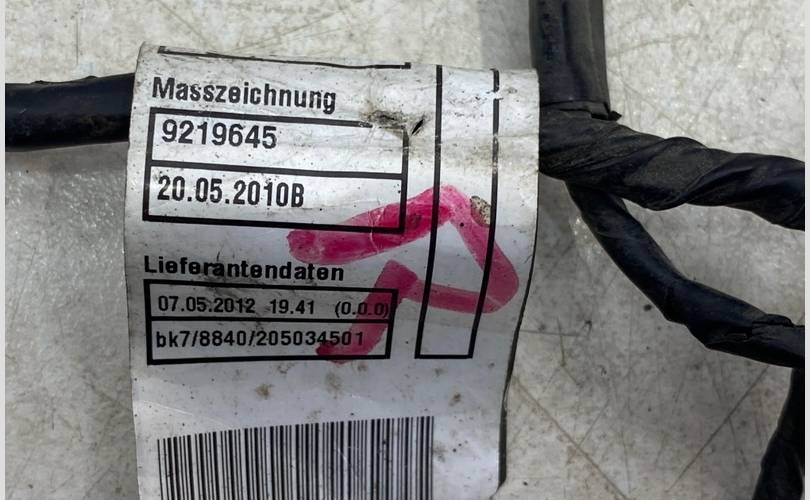 Masszeichnung
9219645
20.05.2010B
Lieferantendaten
07.05.2012 19.41 (0.0.0)
bk7/8840/205034501